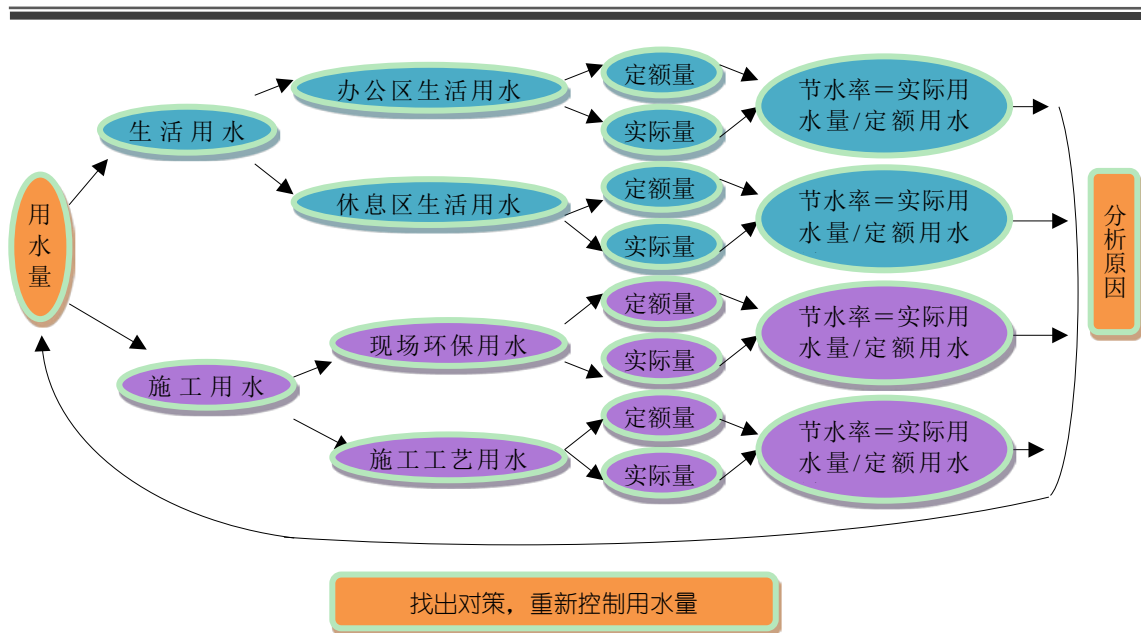 用
水
量
生活用水
施工用水
办公区生活用水
休息区生活用水
现场环保用水
施工工艺用水
定额量
实际量
定额量
实际量
定额量
实际量
定额量
实际量
节水率＝实际用
水量/定额用水
节水率＝实际用
水量/定额用水
节水率＝实际用
水量/定额用水
节水率＝实际用
水量/定额用水
分
析
原
因
找出对策，重新控制用水量